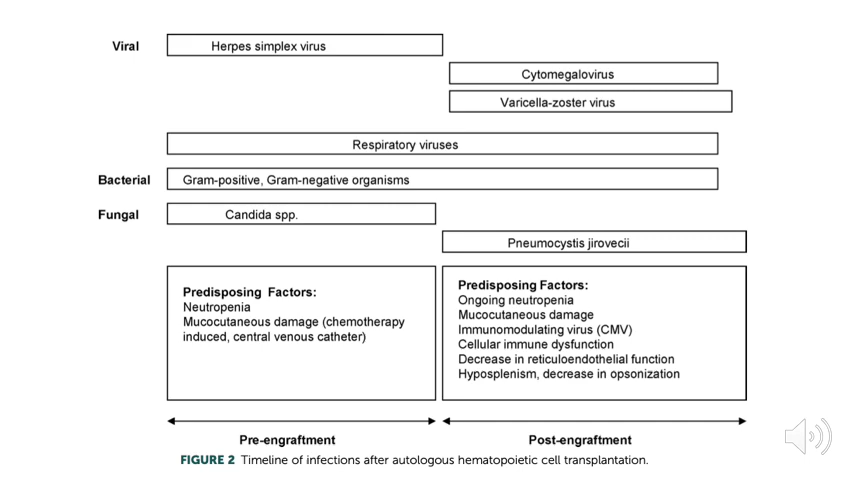 Viral
Herpes simplex virus
Cytomegalovirus
Varicella-zoster virus
Respiratory viruses
Bacterial
Gram-positive, Gram-negative organisms
Fungal
Candida spp.
Pneumocystis jirovecii
Predisposing Factors:
Neutropenia
Mucocutaneous damage (chemotherapy
induced, central venous catheter)
Predisposing Factors:
Ongoing neutropenia
Mucocutaneous damage
Immunomodulating virus (CMV)
Cellular immune dysfunction
Decrease in reticuloendothelial function
Hyposplenism, decrease in opsonization
Pre-engraftment
Post-engraftment
FIGURE 2 Timeline of infections after autologous hematopoietic cell transplantation.